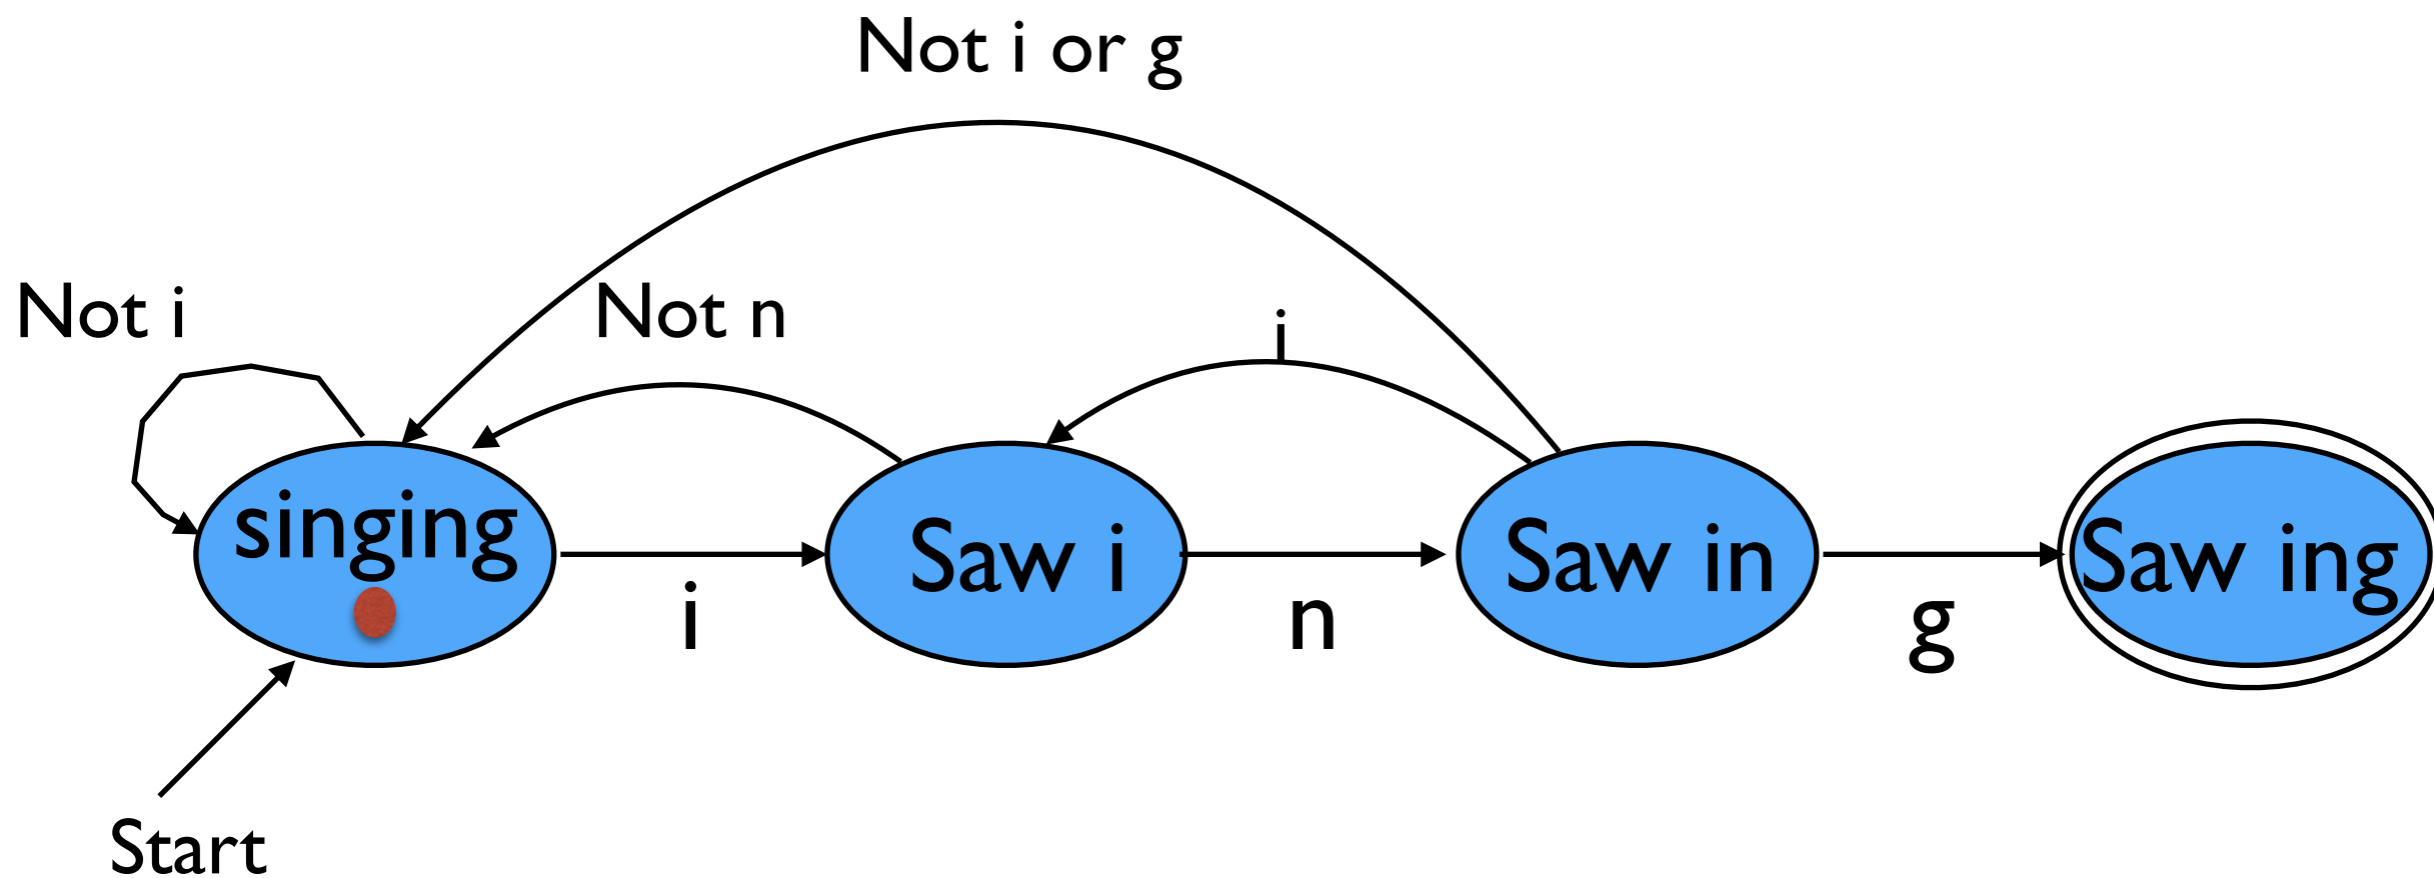 Not i or g
Not i
Not n
i
singing
Saw i
Saw in
Saw ing
i
n
g
Start